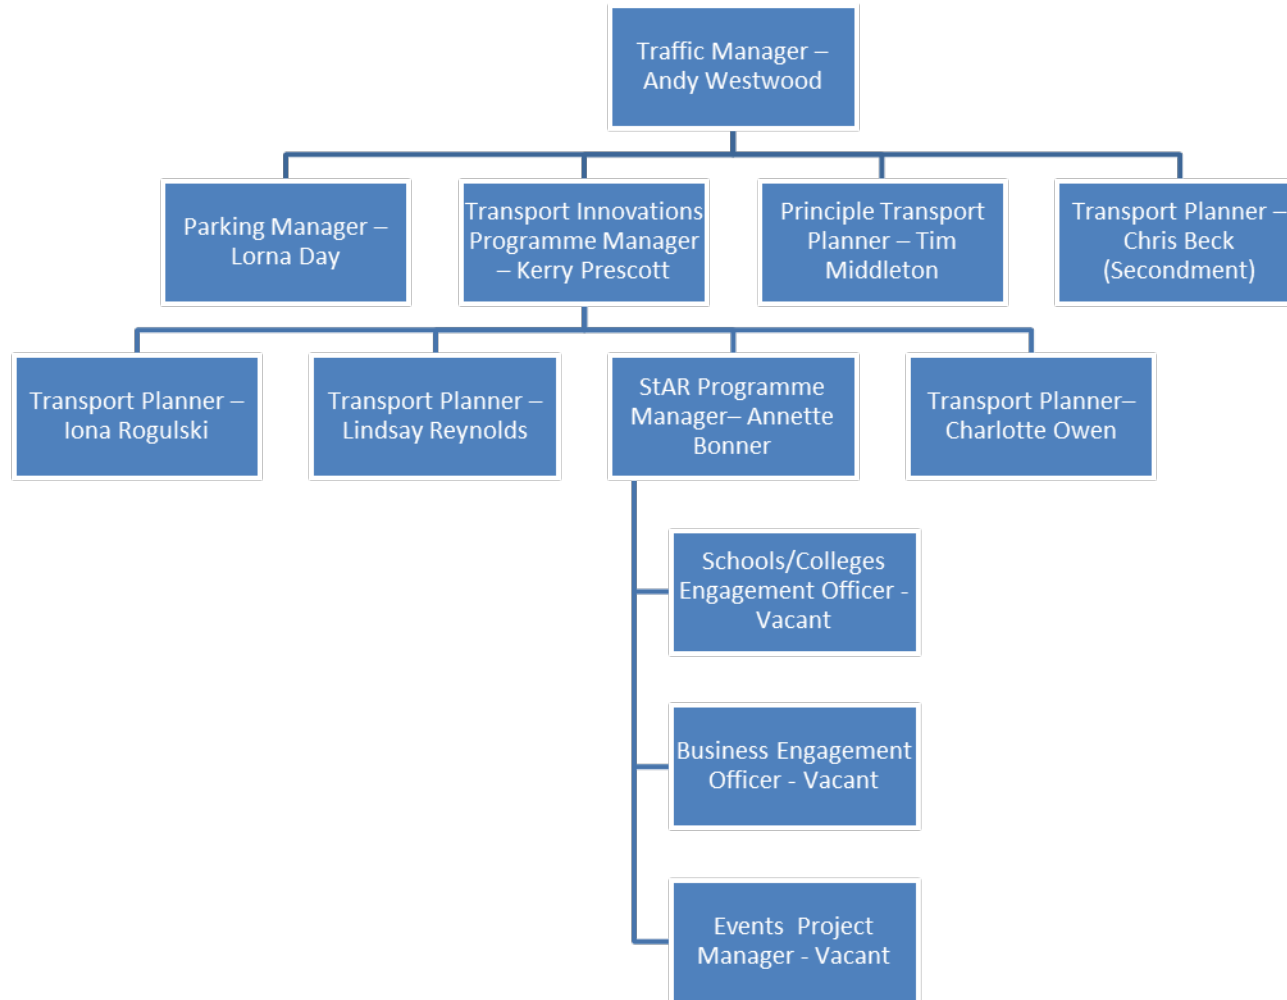 Traffic Manager –
Andy Westwood
Parking Manager –
Lorna Day
Transport Innovations
Programme Manager
– Kerry Prescott
Principle Transport
Planner – Tim
Middleton
Transport Planner –
Chris Beck
(Secondment)
Transport Planner –
Iona Rogulski
Transport Planner –
Lindsay Reynolds
StAR Programme
Manager– Annette
Bonner
Transport Planner–
Charlotte Owen
Schools/Colleges
Engagement Officer -
Vacant
Business Engagement
Officer - Vacant
Events  Project
Manager - Vacant